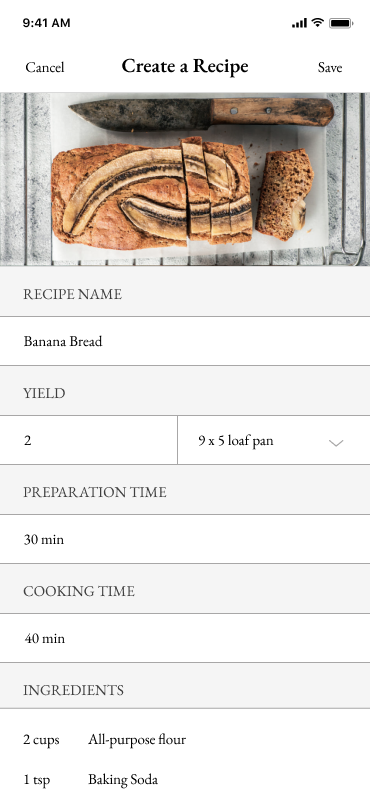 9:41 AM
Cancel Create a Recipe Save
RECIPE NAME
Banana Bread
YIELD
2 9 x 5 loaf pan
PREPARATION TIME
30 min
COOKING TIME
40 min
INGREDIENTS
2 cups All-purpose flour
1 tsp Baking Soda